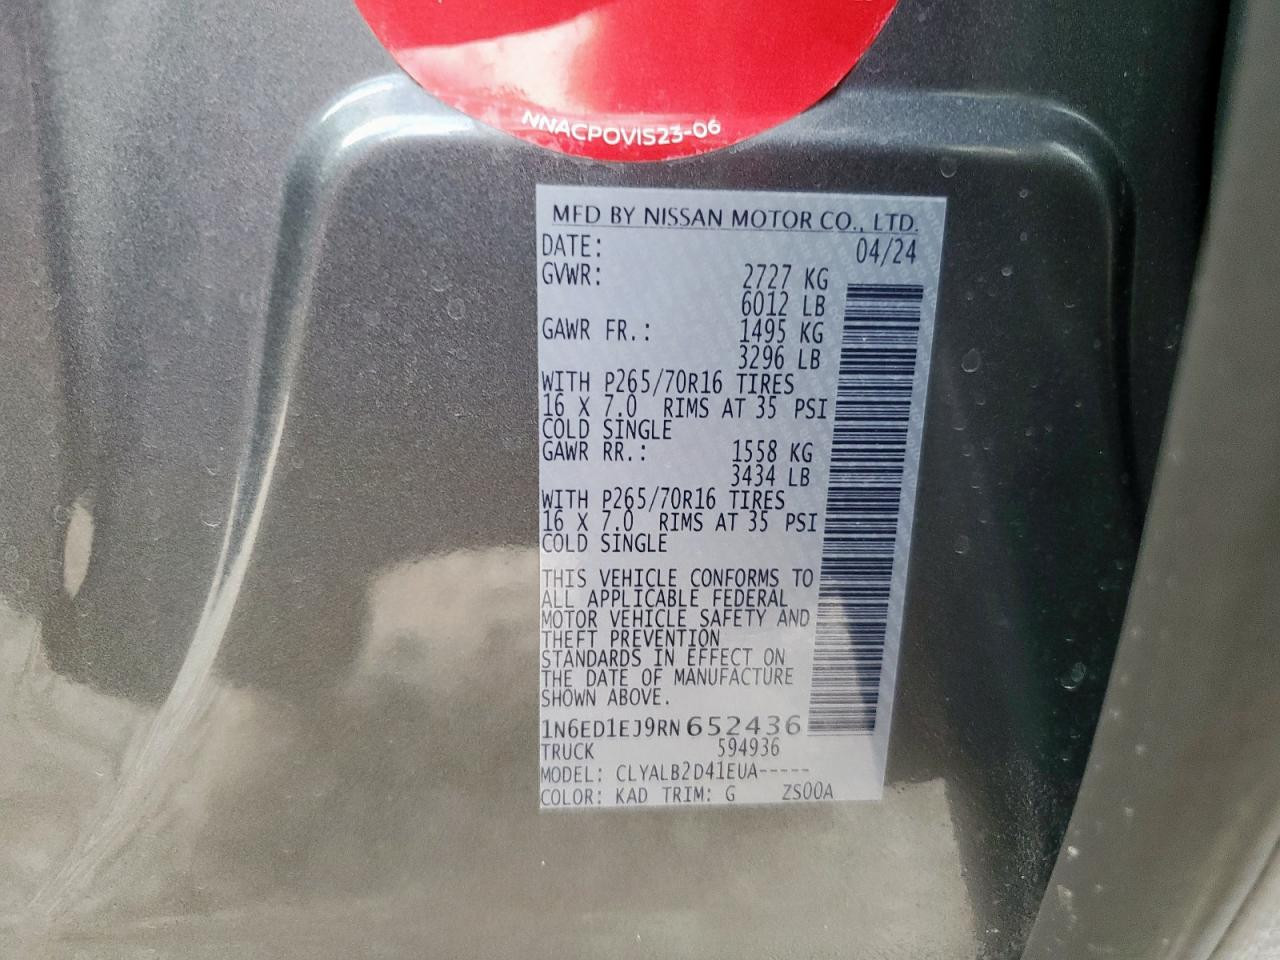 NNACPOVIS23-06
MFD BY NISSAN MOTOR CO., LTD.
DATE: 04/24
GVWR: 2727 KG
6012 LB
GAWR FR.: 1495 KG
3296 LB
WITH P265/70R16 TIRES
16 X 7.0 RIMS AT 35 PSI
COLD SINGLE
GAWR RR.: 1558 KG
3434 LB
WITH P265/70R16 TIRES
16 X 7.0 RIMS AT 35 PSI
COLD SINGLE
THIS VEHICLE CONFORMS TO
ALL APPLICABLE FEDERAL
MOTOR VEHICLE SAFETY AND
THEFT PREVENTION
STANDARDS IN EFFECT ON
THE DATE OF MANUFACTURE
SHOWN ABOVE.
1N6ED1EJ9RN652436
TRUCK 594936
MODEL: CLYALB2D41EUA-----
COLOR: KAD TRIM: G ZS00A